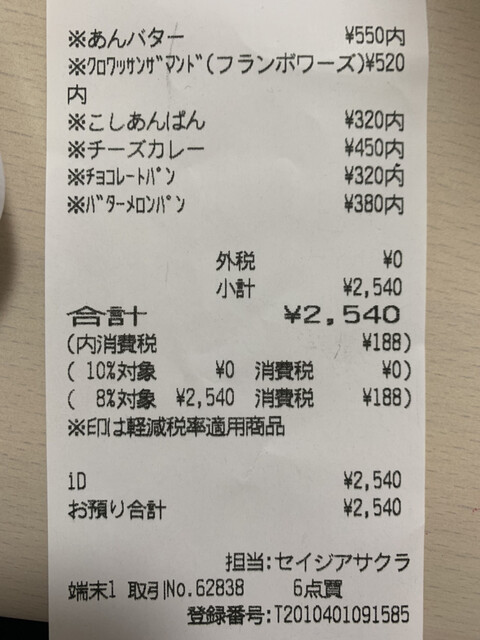 ※あんバター ¥550内
※ｸﾛﾜｯｻﾝｻﾞﾏﾝﾄﾞ(フランボワーズ)¥520
内
※こしあんぱん ¥320内
※チーズカレー ¥450内
※ﾁｮｺﾚｰﾄﾊﾟﾝ ¥320内
※ﾊﾞﾀｰﾒﾛﾝﾊﾟﾝ ¥380内
外税 ¥0
小計 ¥2,540
合計 ¥2,540
(内消費税 ¥188)
( 10%対象 ¥0 消費税 ¥0)
( 8%対象 ¥2,540 消費税 ¥188)
※印は軽減税率適用商品
iD ¥2,540
お預り合計 ¥2,540
担当:セイジアサクラ
端末1 取引No.62838 6点買
登録番号:T2010401091585